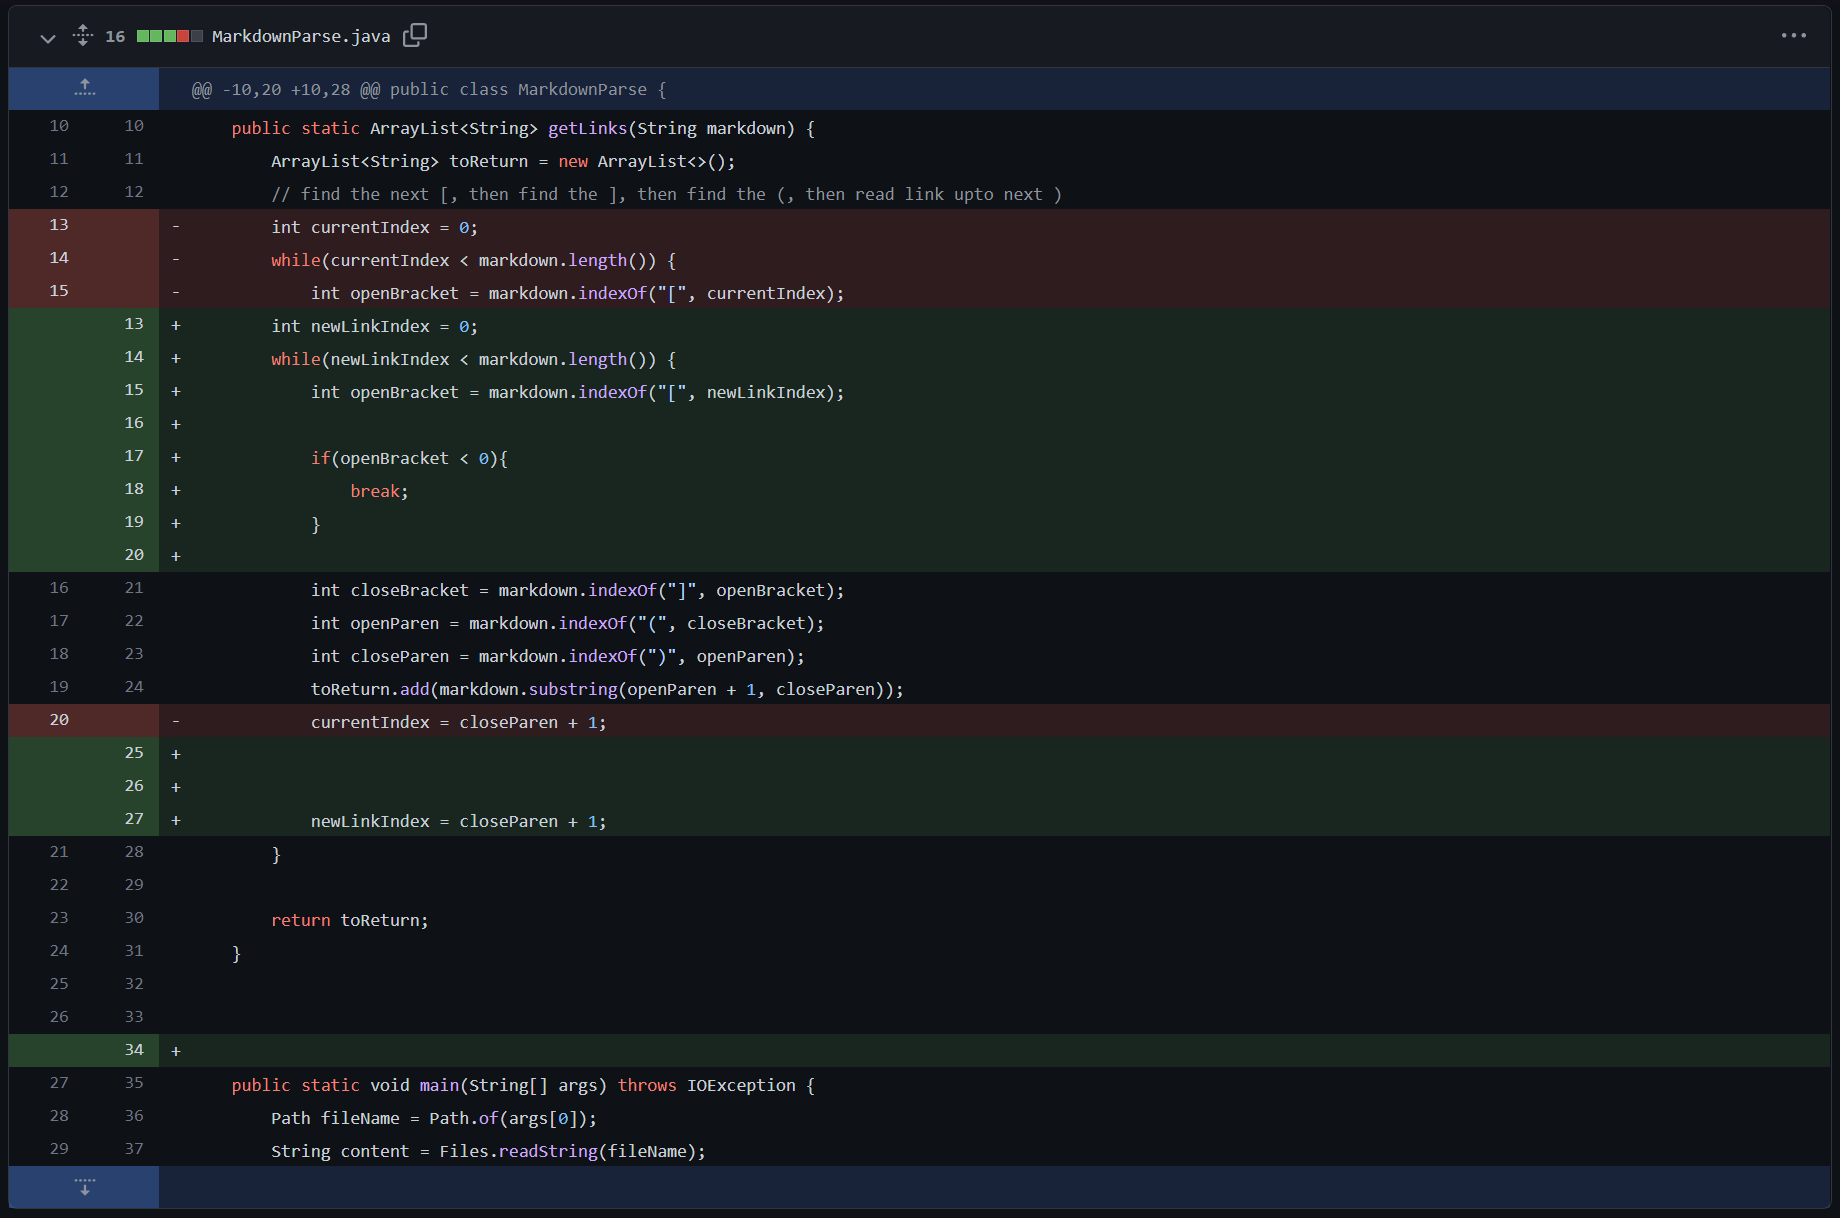 16 MarkdownParse.java
@@ -10,20 +10,28 @@ public class MarkdownParse {
10 10 public static ArrayList<String> getLinks(String markdown) {
11 11 ArrayList<String> toReturn = new ArrayList<>();
12 12 // find the next [, then find the ], then find the (, then read link upto next )
13 - int currentIndex = 0;
14 - while(currentIndex < markdown.length()) {
15 - int openBracket = markdown.indexOf("[", currentIndex);
13 + int newLinkIndex = 0;
14 + while(newLinkIndex < markdown.length()) {
15 + int openBracket = markdown.indexOf("[", newLinkIndex);
16 +
17 + if(openBracket < 0){
18 + break;
19 + }
20 +
16 21 int closeBracket = markdown.indexOf("]", openBracket);
17 22 int openParen = markdown.indexOf("(", closeBracket);
18 23 int closeParen = markdown.indexOf(")", openParen);
19 24 toReturn.add(markdown.substring(openParen + 1, closeParen));
20 - currentIndex = closeParen + 1;
25 +
26 +
27 + newLinkIndex = closeParen + 1;
21 28 }
22 29
23 30 return toReturn;
24 31 }
25 32
26 33
34 +
27 35 public static void main(String[] args) throws IOException {
28 36 Path fileName = Path.of(args[0]);
29 37 String content = Files.readString(fileName);